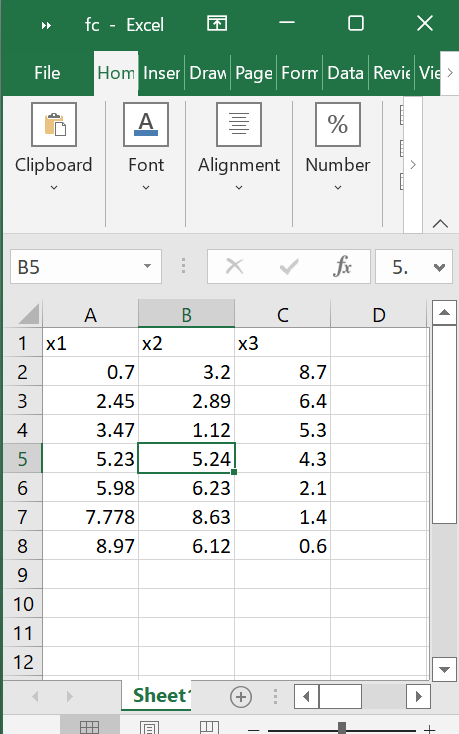 fc - Excel
File Hom Inser Draw Page Form Data Revie Vie
Clipboard Font Alignment Number
B5 fx 5.
A B C D
1 x1 x2 x3
2 0.7 3.2 8.7
3 2.45 2.89 6.4
4 3.47 1.12 5.3
5 5.23 5.24 4.3
6 5.98 6.23 2.1
7 7.778 8.63 1.4
8 8.97 6.12 0.6
9
10
11
12
Sheet1